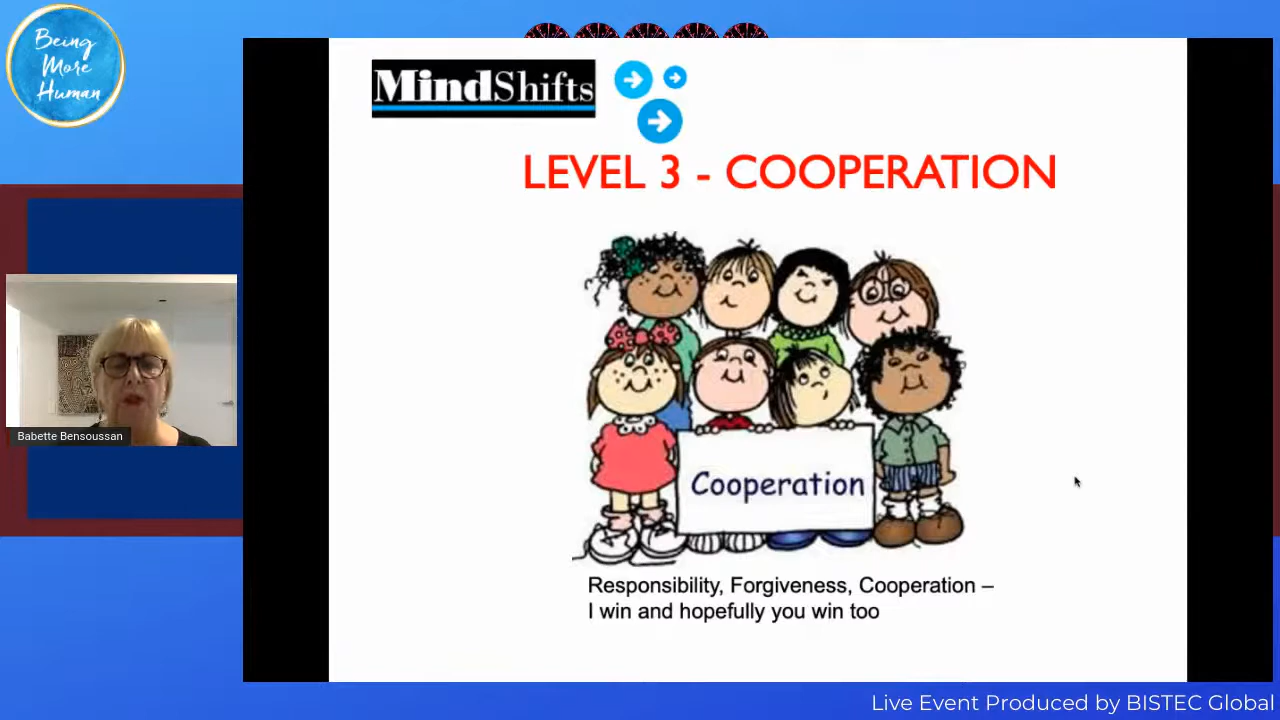 Being
More
Human
MindShifts
LEVEL 3 - COOPERATION
Cooperation
Responsibility, Forgiveness, Cooperation –
I win and hopefully you win too
Babette Bensoussan
Live Event Produced by BISTEC Global